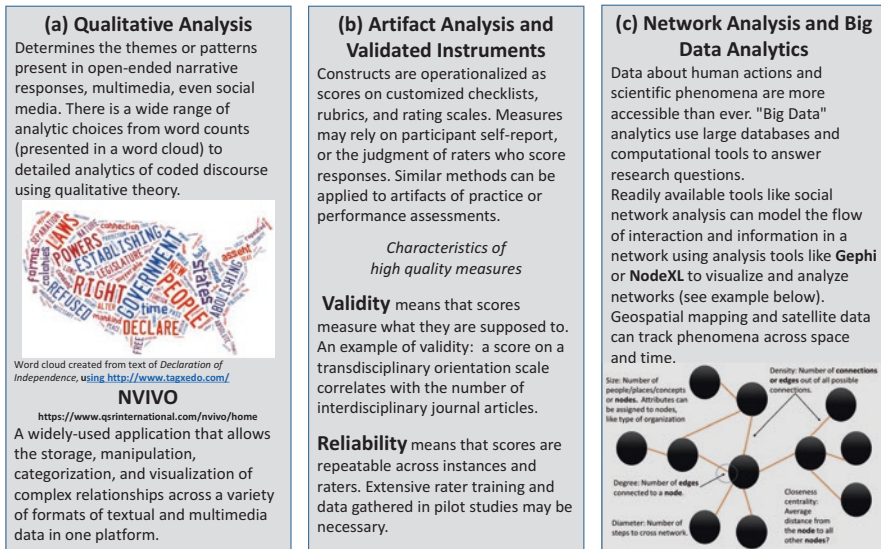 (a) Qualitative Analysis
Determines the themes or patterns
present in open-ended narrative
responses, multimedia, even social
media. There is a wide range of
analytic choices from word counts
(presented in a word cloud) to
detailed analytics of coded discourse
using qualitative theory.
SEPARATION
LAWS
NATURE
connection
POWERS
ESTABLISHING
forms
colonies
LEGISLATURE
RIGHT
REFUSED
GOVERNMENT
NEW
PEOPLE
states
assent
ABOLISHING
ALTER
time
mankind
DECLARE
FREE
Word cloud created from text of Declaration of
Independence, using http://www.tagxedo.com/
NVIVO
https://www.qsrinternational.com/nvivo/home
A widely-used application that allows
the storage, manipulation,
categorization, and visualization of
complex relationships across a variety
of formats of textual and multimedia
data in one platform.
(b) Artifact Analysis and
Validated Instruments
Constructs are operationalized as
scores on customized checklists,
rubrics, and rating scales. Measures
may rely on participant self-report,
or the judgment of raters who score
responses. Similar methods can be
applied to artifacts of practice or
performance assessments.
Characteristics of
high quality measures
Validity means that scores
measure what they are supposed to.
An example of validity: a score on a
transdisciplinary orientation scale
correlates with the number of
interdisciplinary journal articles.
Reliability means that scores are
repeatable across instances and
raters. Extensive rater training and
data gathered in pilot studies may be
necessary.
(c) Network Analysis and Big
Data Analytics
Data about human actions and
scientific phenomena are more
accessible than ever. "Big Data"
analytics use large databases and
computational tools to answer
research questions.
Readily available tools like social
network analysis can model the flow
of interaction and information in a
network using analysis tools like Gephi
or NodeXL to visualize and analyze
networks (see example below).
Geospatial mapping and satellite data
can track phenomena across space
and time.
Size: Number of
people/places/concepts
or nodes. Attributes can
be assigned to nodes,
like type of organization
Density: Number of connections
or edges out of all possible
connections.
Degree: Number of edges
connected to a node.
Diameter: Number of
steps to cross network.
Closeness
centrality:
Average
distance from
the node to all
other nodes?